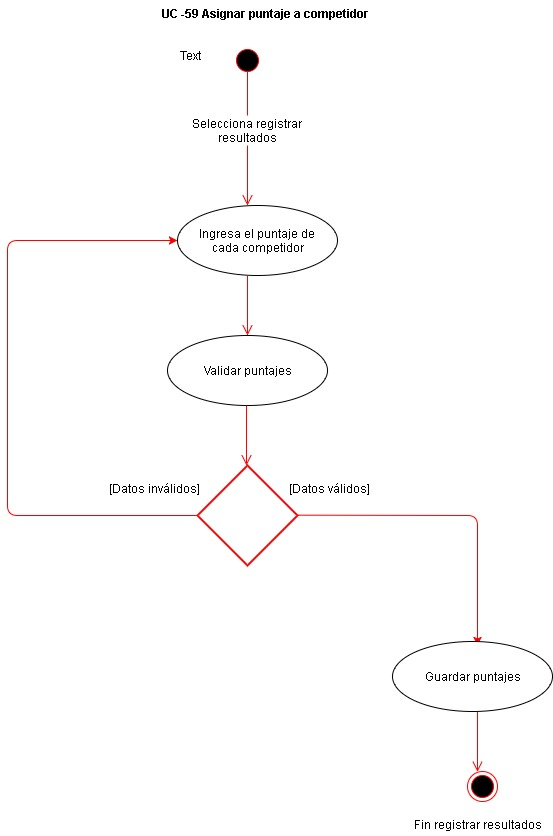 UC -59 Asignar puntaje a competidor
Text
Selecciona registrar
resultados
Ingresa el puntaje de
cada competidor
Validar puntajes
[Datos inválidos]
[Datos válidos]
Guardar puntajes
Fin registrar resultados